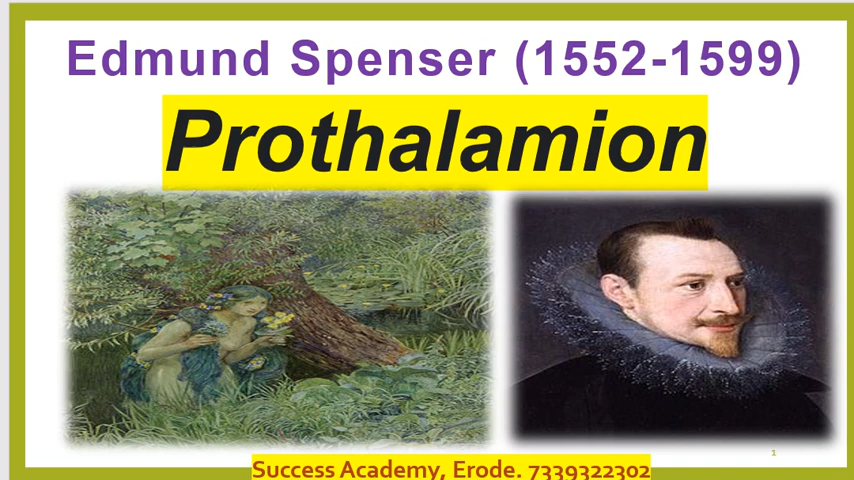 Edmund Spenser (1552-1599)
Prothalamion
1
Success Academy, Erode. 7339322302